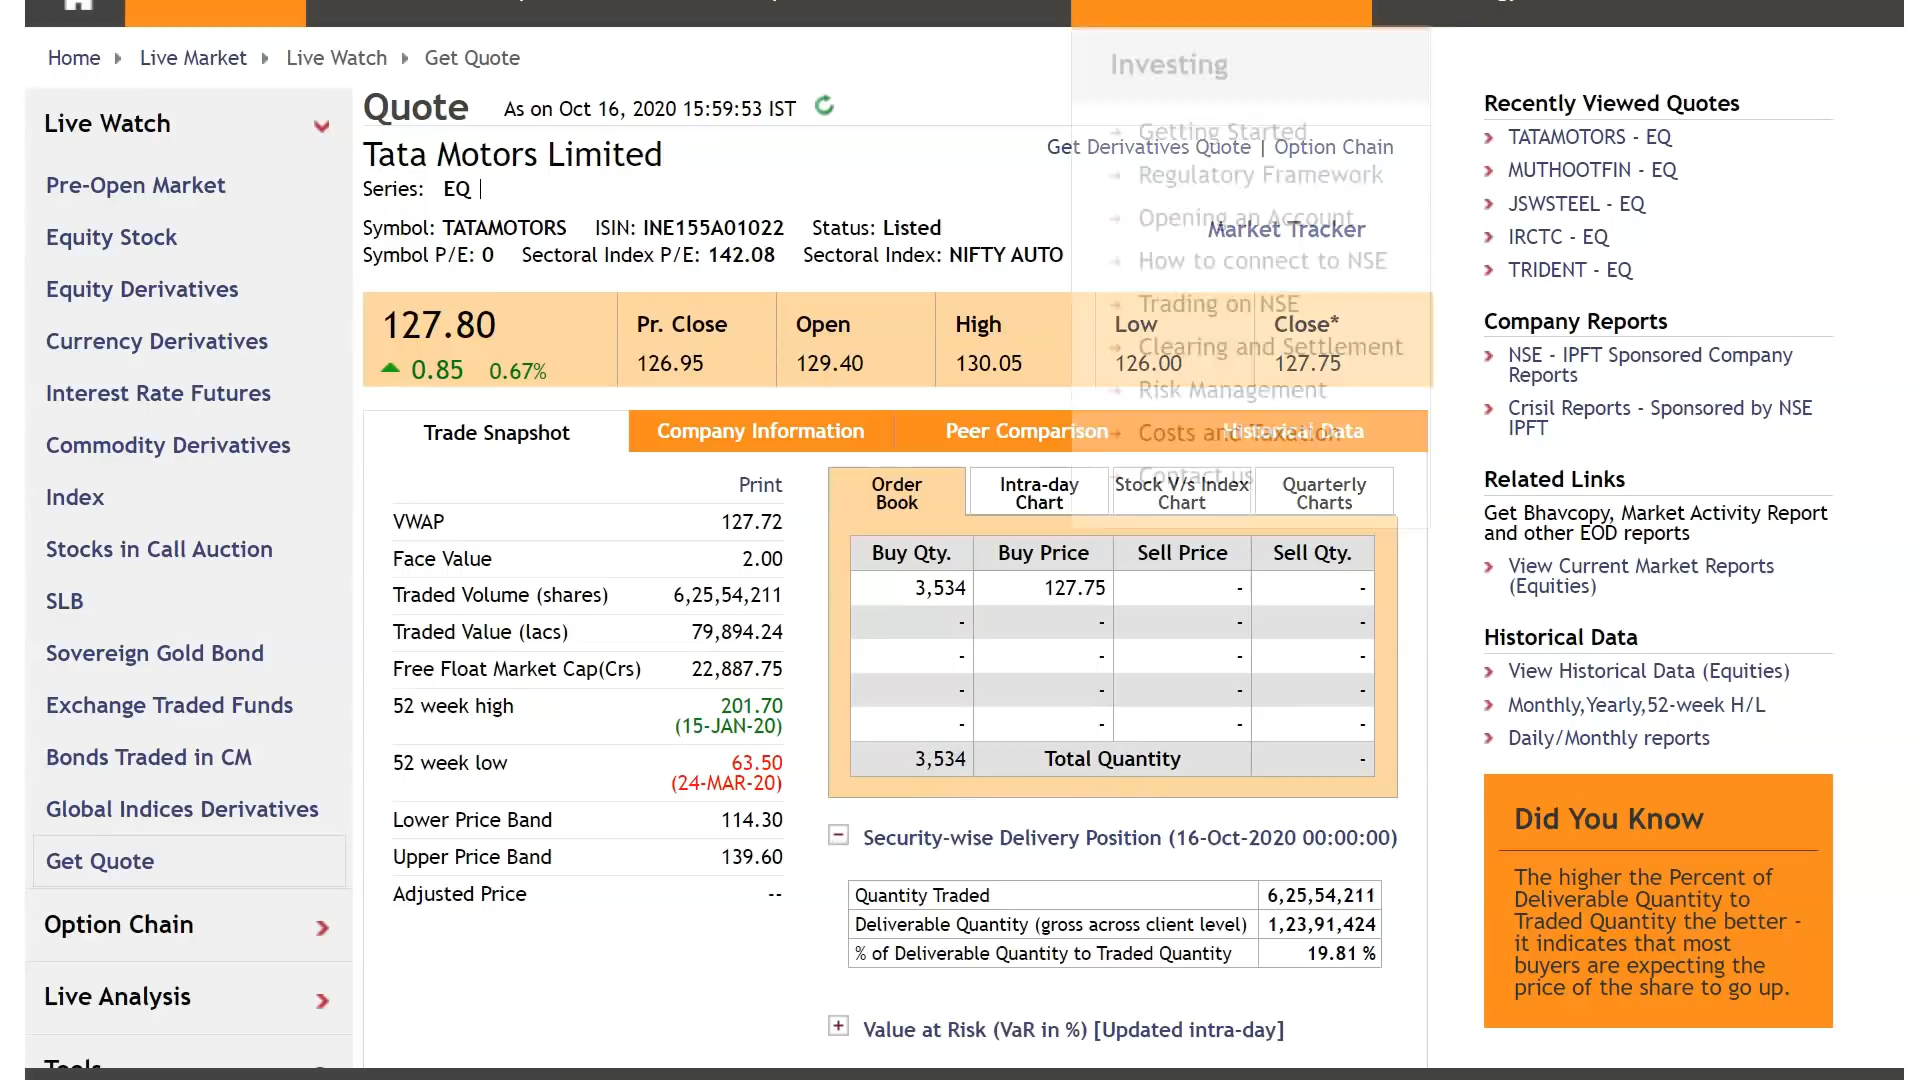 Home Live Market Live Watch Get Quote
Live Watch
Pre-Open Market
Equity Stock
Equity Derivatives
Currency Derivatives
Interest Rate Futures
Commodity Derivatives
Index
Stocks in Call Auction
SLB
Sovereign Gold Bond
Exchange Traded Funds
Bonds Traded in CM
Global Indices Derivatives
Get Quote
Option Chain
Live Analysis
Tools
Quote As on Oct 16, 2020 15:59:53 IST
Tata Motors Limited
Get Derivatives Quote | Option Chain
Series: EQ |
Symbol: TATAMOTORS ISIN: INE155A01022 Status: Listed
Market Tracker
Symbol P/E: 0 Sectoral Index P/E: 142.08 Sectoral Index: NIFTY AUTO
127.80 Pr. Close Open High Low Close*
0.85 0.67% 126.95 129.40 130.05 126.00 127.75
Investing
Getting Started
Regulatory Framework
Opening an Account
How to connect to NSE
Trading on NSE
Clearing and Settlement
Risk Management
Costs and Taxation
Contact us
Trade Snapshot Company Information Peer Comparison Historical Data
Print
VWAP 127.72
Face Value 2.00
Traded Volume (shares) 6,25,54,211
Traded Value (lacs) 79,894.24
Free Float Market Cap(Crs) 22,887.75
52 week high 201.70
(15-JAN-20)
52 week low 63.50
(24-MAR-20)
Lower Price Band 114.30
Upper Price Band 139.60
Adjusted Price --
Order Book
Intra-day Chart
Stock V/s Index Chart
Quarterly Charts
Buy Qty. Buy Price Sell Price Sell Qty.
3,534 127.75 - -
- - - -
- - - -
- - - -
- - - -
3,534 Total Quantity -
Security-wise Delivery Position (16-Oct-2020 00:00:00)
Quantity Traded 6,25,54,211
Deliverable Quantity (gross across client level) 1,23,91,424
% of Deliverable Quantity to Traded Quantity 19.81 %
Value at Risk (VaR in %) [Updated intra-day]
Recently Viewed Quotes
TATAMOTORS - EQ
MUTHOOTFIN - EQ
JSWSTEEL - EQ
IRCTC - EQ
TRIDENT - EQ
Company Reports
NSE - IPFT Sponsored Company
Reports
Crisil Reports - Sponsored by NSE
IPFT
Related Links
Get Bhavcopy, Market Activity Report
and other EOD reports
View Current Market Reports
(Equities)
Historical Data
View Historical Data (Equities)
Monthly,Yearly,52-week H/L
Daily/Monthly reports
Did You Know
The higher the Percent of
Deliverable Quantity to
Traded Quantity the better -
it indicates that most
buyers are expecting the
price of the share to go up.